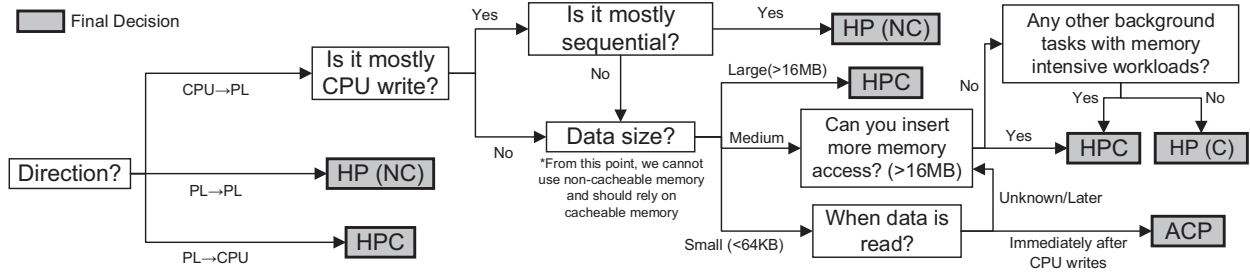 Final Decision
Direction?
CPU→PL
PL→PL
PL→CPU
Is it mostly
CPU write?
HP (NC)
HPC
Yes
No
Is it mostly
sequential?
Yes
No
HP (NC)
Data size?
*From this point, we cannot
use non-cacheable memory
and should rely on
cacheable memory
Large(>16MB)
Medium
Small (<64KB)
HPC
Can you insert
more memory
access? (>16MB)
When data is
read?
No
Yes
Unknown/Later
Immediately after
CPU writes
Any other background
tasks with memory
intensive workloads?
Yes
No
HPC
HP (C)
ACP